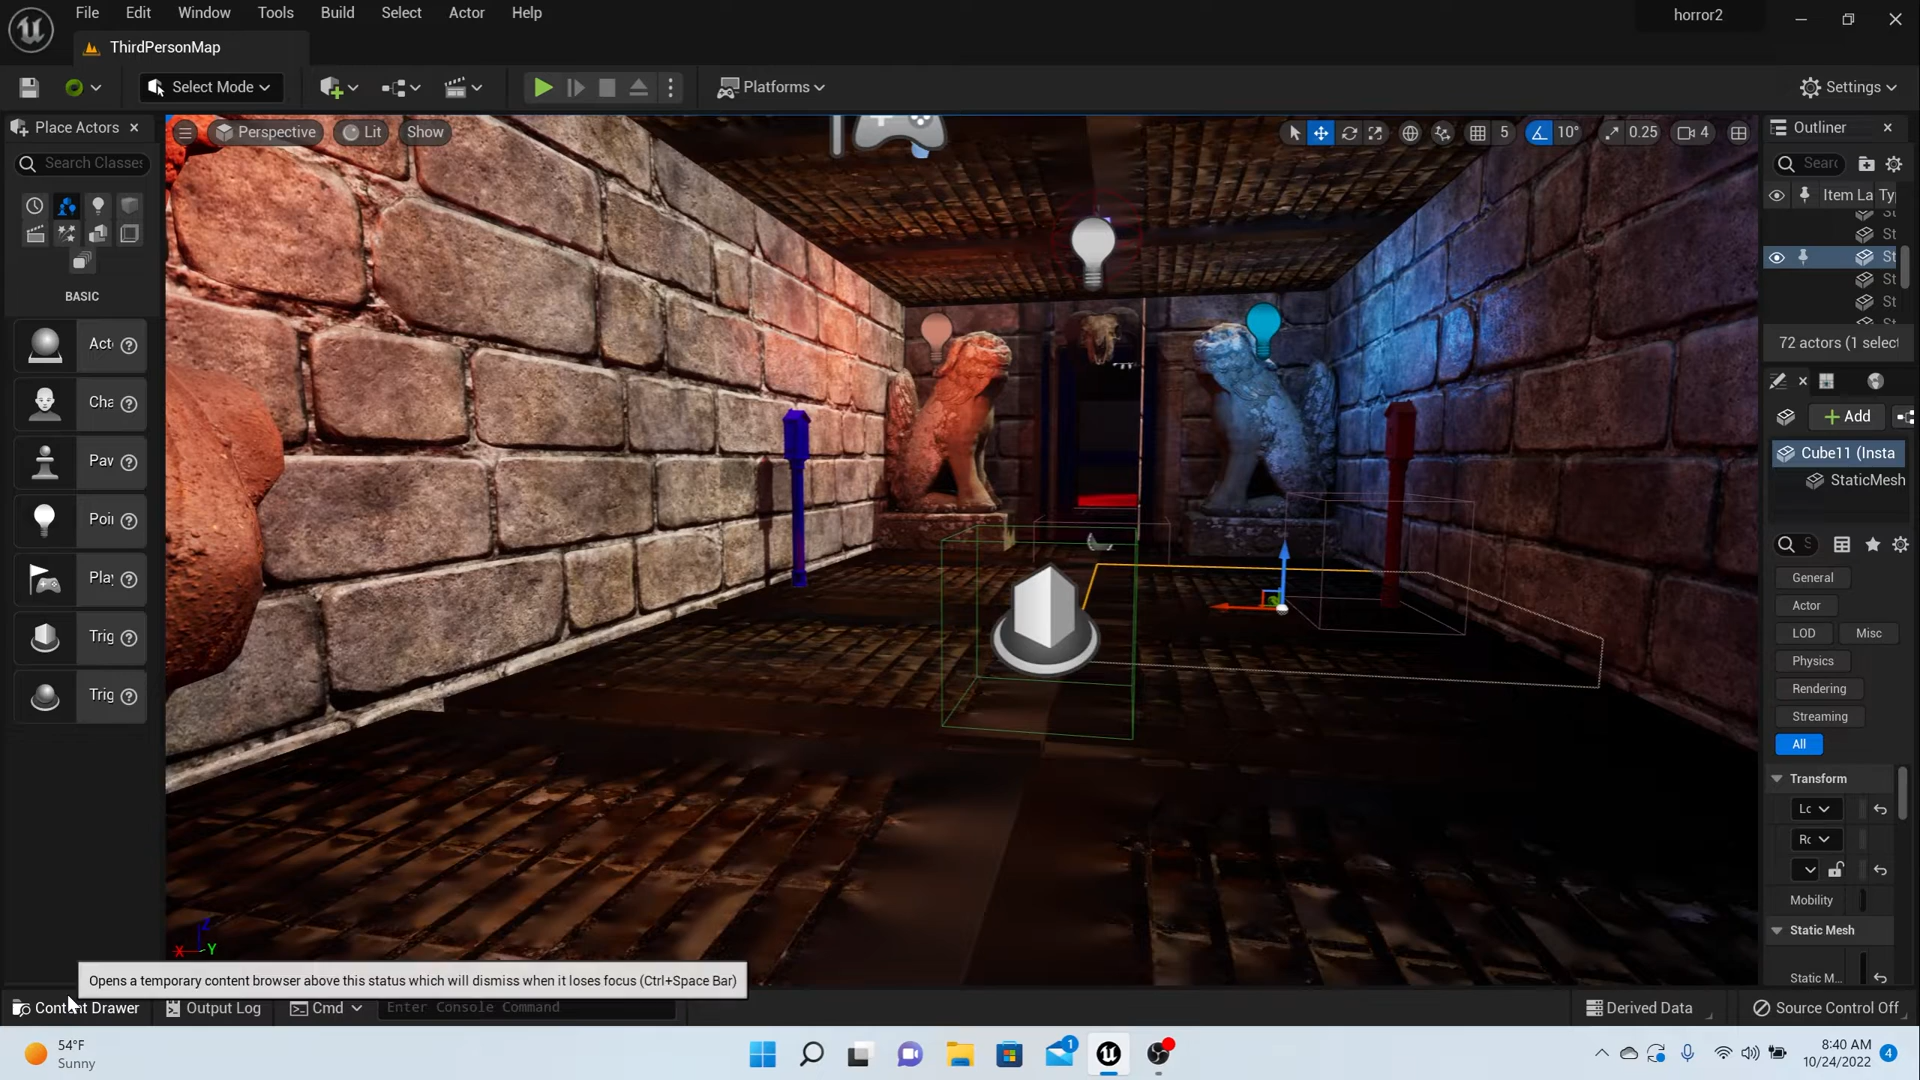 File Edit Window Tools Build Select Actor Help
horror2
ThirdPersonMap
Select Mode
Platforms
Settings
Place Actors
Perspective Lit Show
5 10° 0.25 4
Outliner
Search Classes
Sear
Item La Ty
St
St
St
St
72 actors (1 select
BASIC
Act
Cha
Pav
Poi
Play
Trig
Trig
Add
Cube11 (Insta
StaticMesh
S
General
Actor
LOD Misc
Physics
Rendering
Streaming
All
Transform
Lc
Rc
Mobility
Static Mesh
Static M...
X Z Y
Opens a temporary content browser above this status which will dismiss when it loses focus (Ctrl+Space Bar)
Content Drawer Output Log Cmd Enter Console Command Derived Data Source Control Off
54°F
Sunny
1
8:40 AM
10/24/2022
4